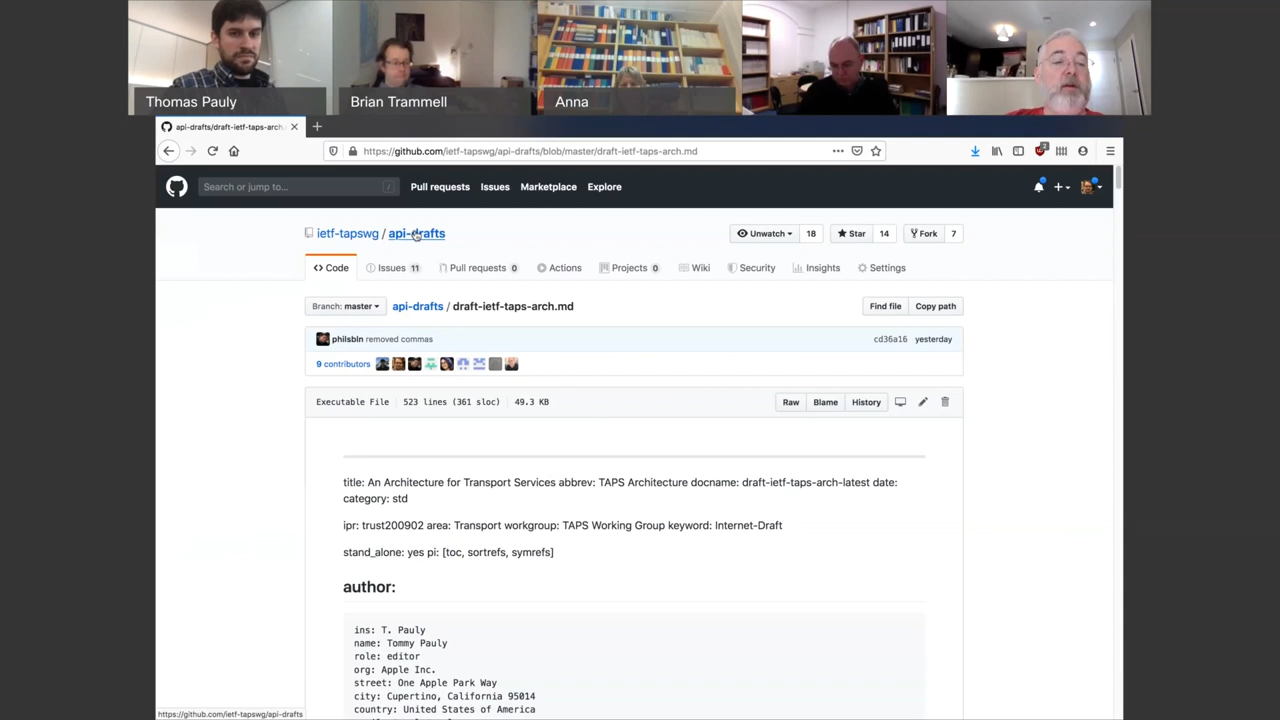 Thomas Pauly
Brian Trammell
Anna
api-drafts/draft-ietf-taps-arch.
https://github.com/ietf-tapswg/api-drafts/blob/master/draft-ietf-taps-arch.md
2
Search or jump to...
/
Pull requests
Issues
Marketplace
Explore
ietf-tapswg / api-drafts
Unwatch 18
Star 14
Fork 7
Code
Issues 11
Pull requests 0
Actions
Projects 0
Wiki
Security
Insights
Settings
Branch: master
api-drafts / draft-ietf-taps-arch.md
Find file
Copy path
philsbln removed commas
cd36a16 yesterday
9 contributors
Executable File 523 lines (361 sloc) 49.3 KB
Raw
Blame
History
title: An Architecture for Transport Services abbrev: TAPS Architecture docname: draft-ietf-taps-arch-latest date:
category: std
ipr: trust200902 area: Transport workgroup: TAPS Working Group keyword: Internet-Draft
stand_alone: yes pi: [toc, sortrefs, symrefs]
author:
ins: T. Pauly
name: Tommy Pauly
role: editor
org: Apple Inc.
street: One Apple Park Way
city: Cupertino, California 95014
country: United States of America
https://github.com/ietf-tapswg/api-drafts